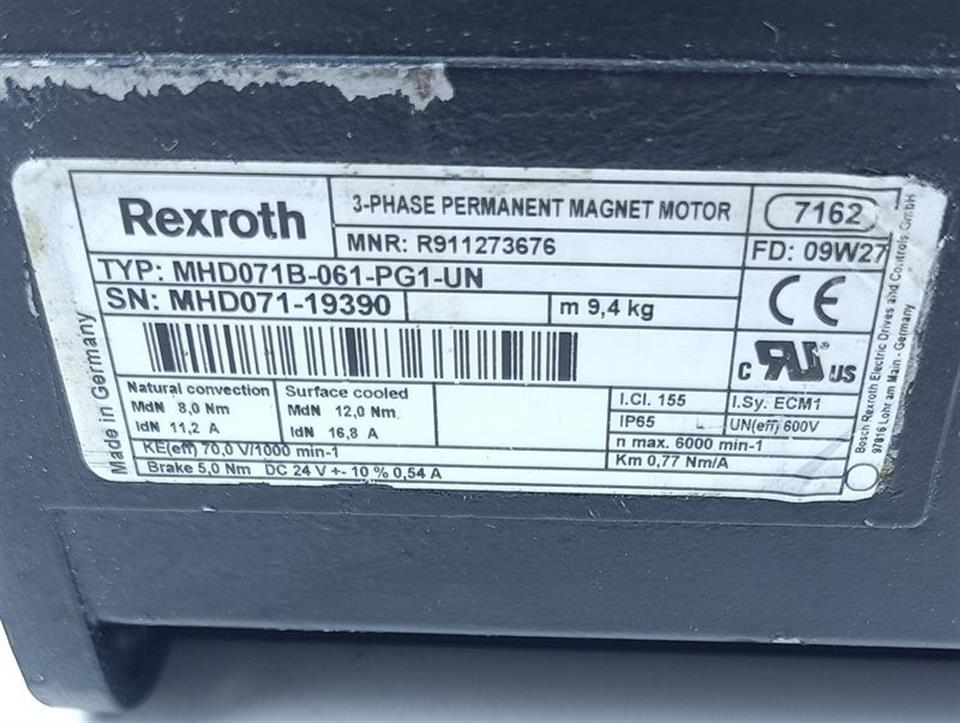 Rexroth
3-PHASE PERMANENT MAGNET MOTOR
7162
MNR: R911273676
FD: 09W27
TYP: MHD071B-061-PG1-UN
SN: MHD071-19390
m 9,4 kg
CE
Made in Germany
Natural convection
MdN 8,0 Nm
IdN 11,2 A
Surface cooled
MdN 12,0 Nm
IdN 16,8 A
I.Cl. 155
I.Sy. ECM1
IP65
UN(eff) 600V
n max. 6000 min-1
KE(eff) 70,0 V/1000 min-1
Km 0,77 Nm/A
Brake 5,0 Nm DC 24 V +- 10 % 0,54 A
C RU US
Bosch Rexroth Electric Drives and Controls GmbH
97816 Lohr am Main - Germany